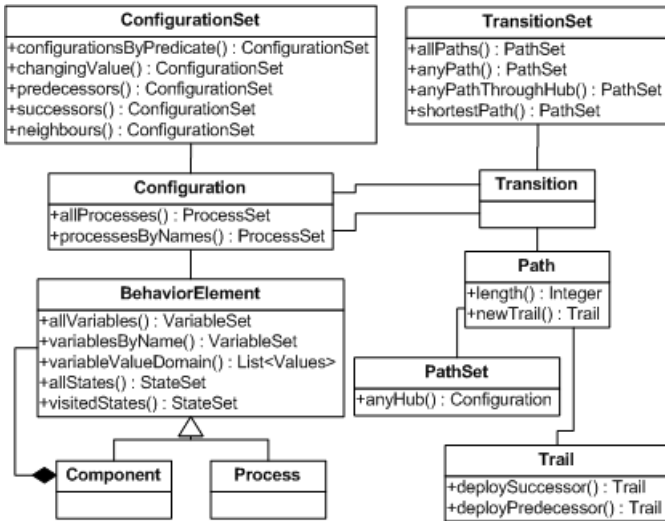 ConfigurationSet
+configurationsByPredicate() : ConfigurationSet
+changingValue() : ConfigurationSet
+predecessors() : ConfigurationSet
+successors() : ConfigurationSet
+neighbours() : ConfigurationSet
TransitionSet
+allPaths() : PathSet
+anyPath() : PathSet
+anyPathThroughHub() : PathSet
+shortestPath() : PathSet
Configuration
+allProcesses() : ProcessSet
+processesByNames() : ProcessSet
Transition
BehaviorElement
+allVariables() : VariableSet
+variablesByName() : VariableSet
+variableValueDomain() : List<Values>
+allStates() : StateSet
+visitedStates() : StateSet
Path
+length() : Integer
+newTrail() : Trail
PathSet
+anyHub() : Configuration
Component
Process
Trail
+deploySuccessor() : Trail
+deployPredecessor() : Trail